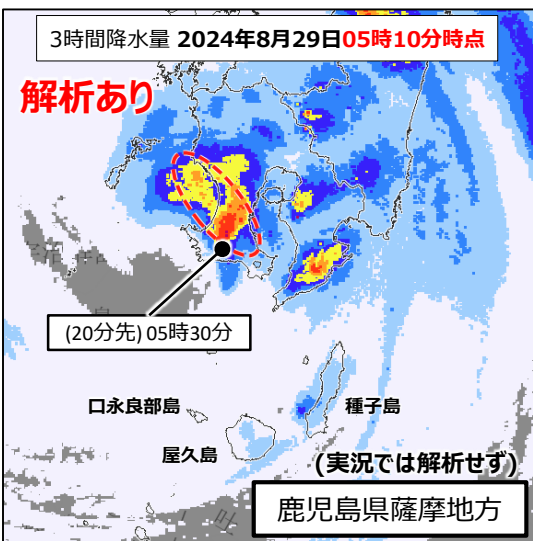 3時間降水量 2024年8月29日05時10分時点
解析あり
(20分先) 05時30分
口永良部島
種子島
屋久島
(実況では解析せず)
鹿児島県薩摩地方